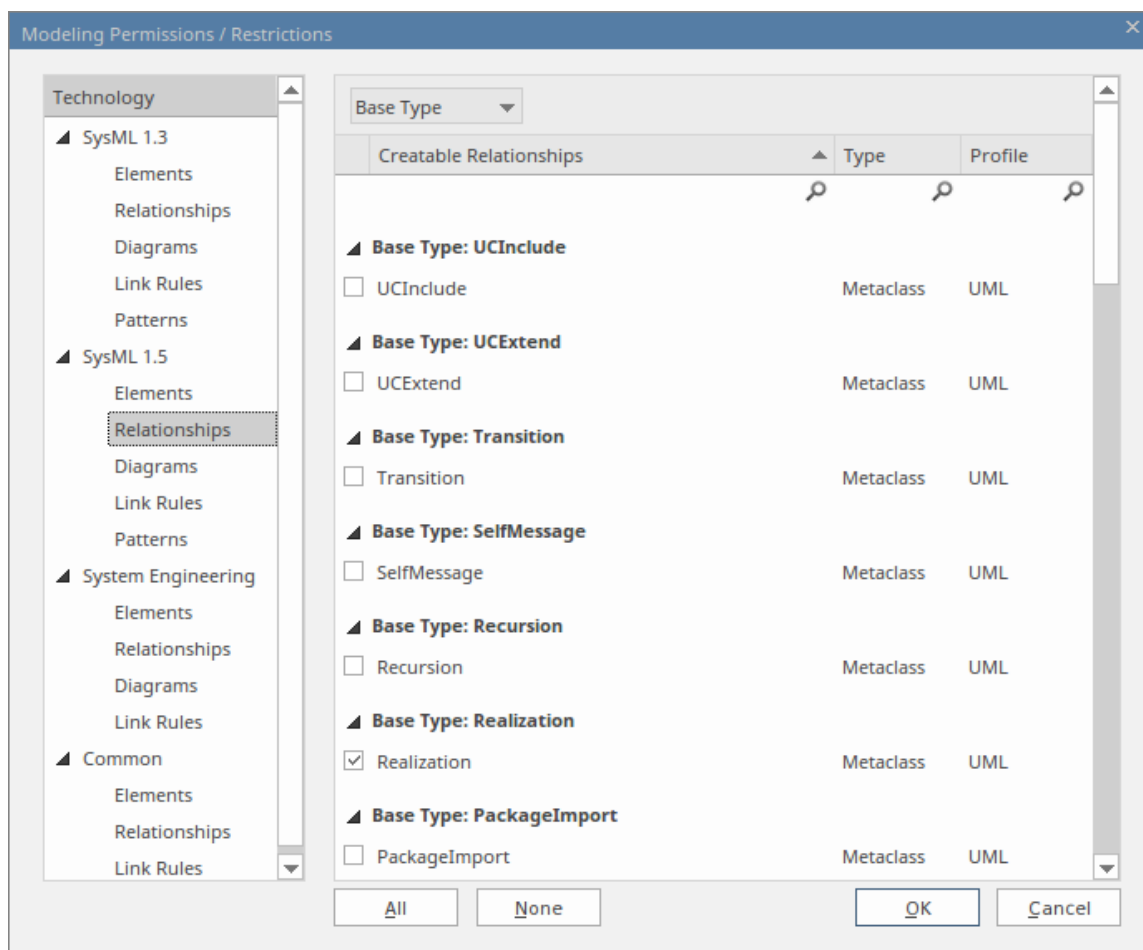 Modeling Permissions / Restrictions
Technology
SysML 1.3
Elements
Relationships
Diagrams
Link Rules
Patterns
SysML 1.5
Elements
Relationships
Diagrams
Link Rules
Patterns
System Engineering
Elements
Relationships
Diagrams
Link Rules
Common
Elements
Relationships
Link Rules
Base Type
Creatable Relationships Type Profile
Base Type: UCInclude
UCInclude Metaclass UML
Base Type: UCExtend
UCExtend Metaclass UML
Base Type: Transition
Transition Metaclass UML
Base Type: SelfMessage
SelfMessage Metaclass UML
Base Type: Recursion
Recursion Metaclass UML
Base Type: Realization
Realization Metaclass UML
Base Type: PackageImport
PackageImport Metaclass UML
All None OK Cancel